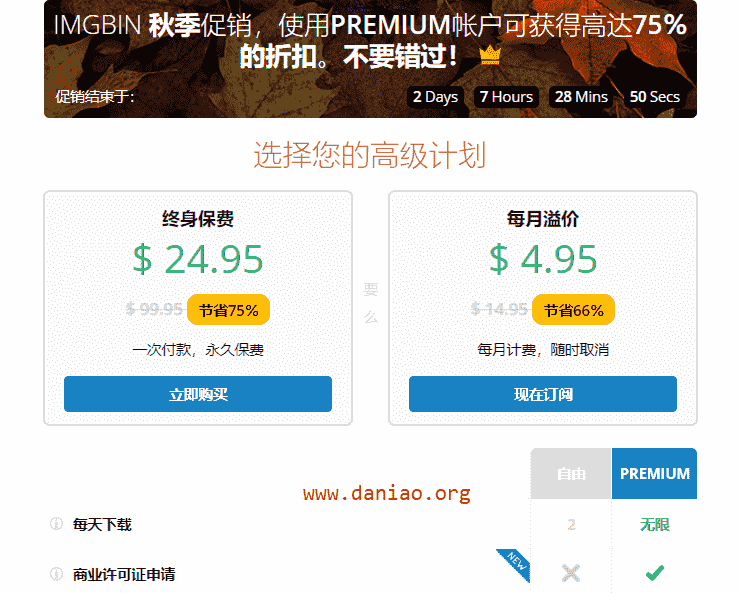 IMGBIN 秋季促销，使用PREMIUM帐户可获得高达75%
的折扣。不要错过！
促销结束于：
2 Days 7 Hours 28 Mins 50 Secs
选择您的高级计划
终身保费
$ 24.95
$ 99.95 节省75%
一次付款，永久保费
立即购买
要
么
每月溢价
$ 4.95
$ 14.95 节省66%
每月计费，随时取消
现在订阅
自由 PREMIUM
www.daniao.org
每天下载 2 无限
商业许可证申请 NEW